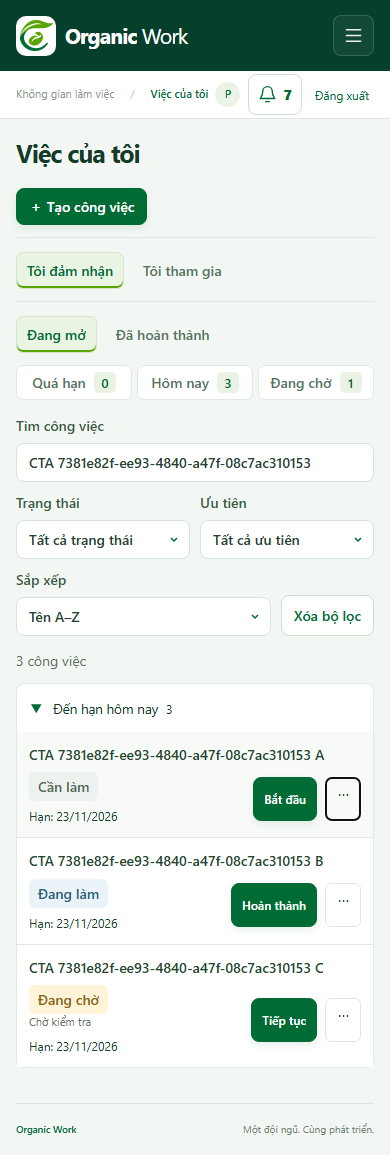 Organic Work
Không gian làm việc / Việc của tôi P 7 Đăng xuất
Việc của tôi
+ Tạo công việc
Tôi đảm nhận Tôi tham gia
Đang mở Đã hoàn thành
Quá hạn 0 Hôm nay 3 Đang chờ 1
Tìm công việc
CTA 7381e82f-ee93-4840-a47f-08c7ac310153
Trạng thái Ưu tiên
Tất cả trạng thái Tất cả ưu tiên
Sắp xếp
Tên A–Z Xóa bộ lọc
3 công việc
▼ Đến hạn hôm nay 3
CTA 7381e82f-ee93-4840-a47f-08c7ac310153 A
Cần làm
Hạn: 23/11/2026
Bắt đầu ...
CTA 7381e82f-ee93-4840-a47f-08c7ac310153 B
Đang làm
Hạn: 23/11/2026
Hoàn thành ...
CTA 7381e82f-ee93-4840-a47f-08c7ac310153 C
Đang chờ
Chờ kiểm tra
Hạn: 23/11/2026
Tiếp tục ...
Organic Work Một đội ngũ. Cùng phát triển.